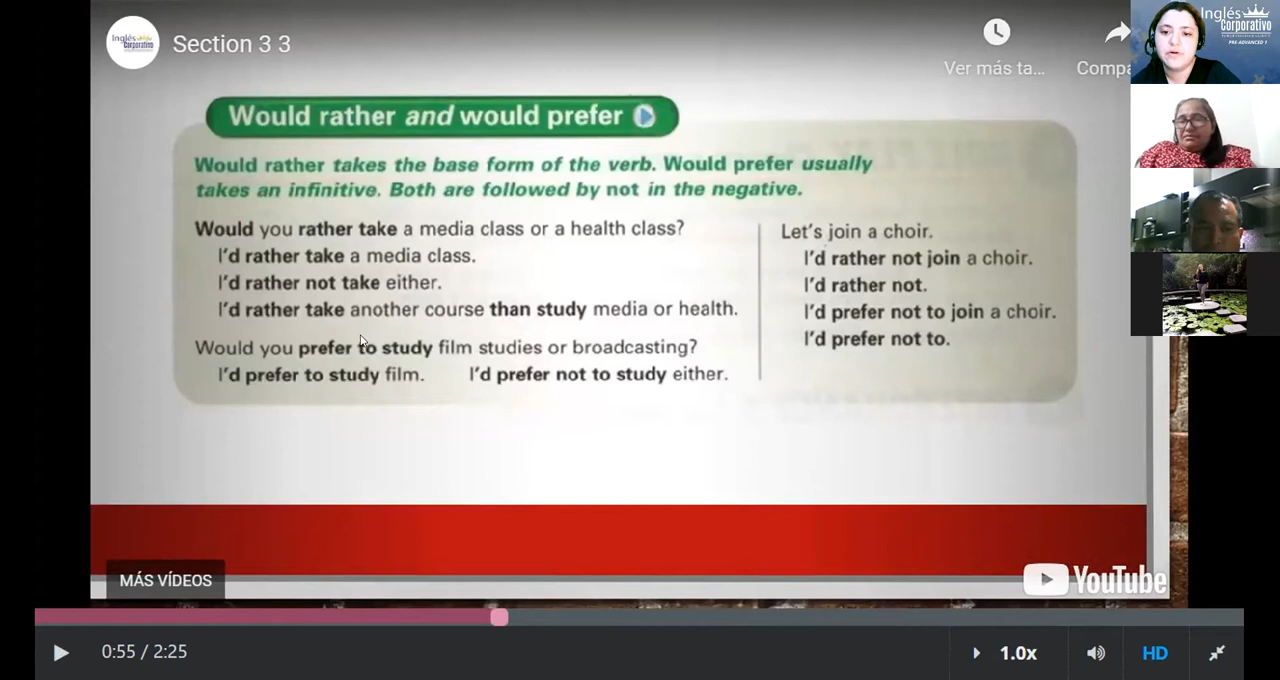 Inglés
Corporativo
Section 3 3
Ver más ta...
Compa
Inglés
Corporativo
PRE-ADVANCED 1
Would rather and would prefer
Would rather takes the base form of the verb. Would prefer usually
takes an infinitive. Both are followed by not in the negative.
Would you rather take a media class or a health class?
I'd rather take a media class.
I'd rather not take either.
I'd rather take another course than study media or health.
Would you prefer to study film studies or broadcasting?
I'd prefer to study film. I'd prefer not to study either.
Let's join a choir.
I'd rather not join a choir.
I'd rather not.
I'd prefer not to join a choir.
I'd prefer not to.
MÁS VÍDEOS
YouTube
0:55 / 2:25
1.0x
HD